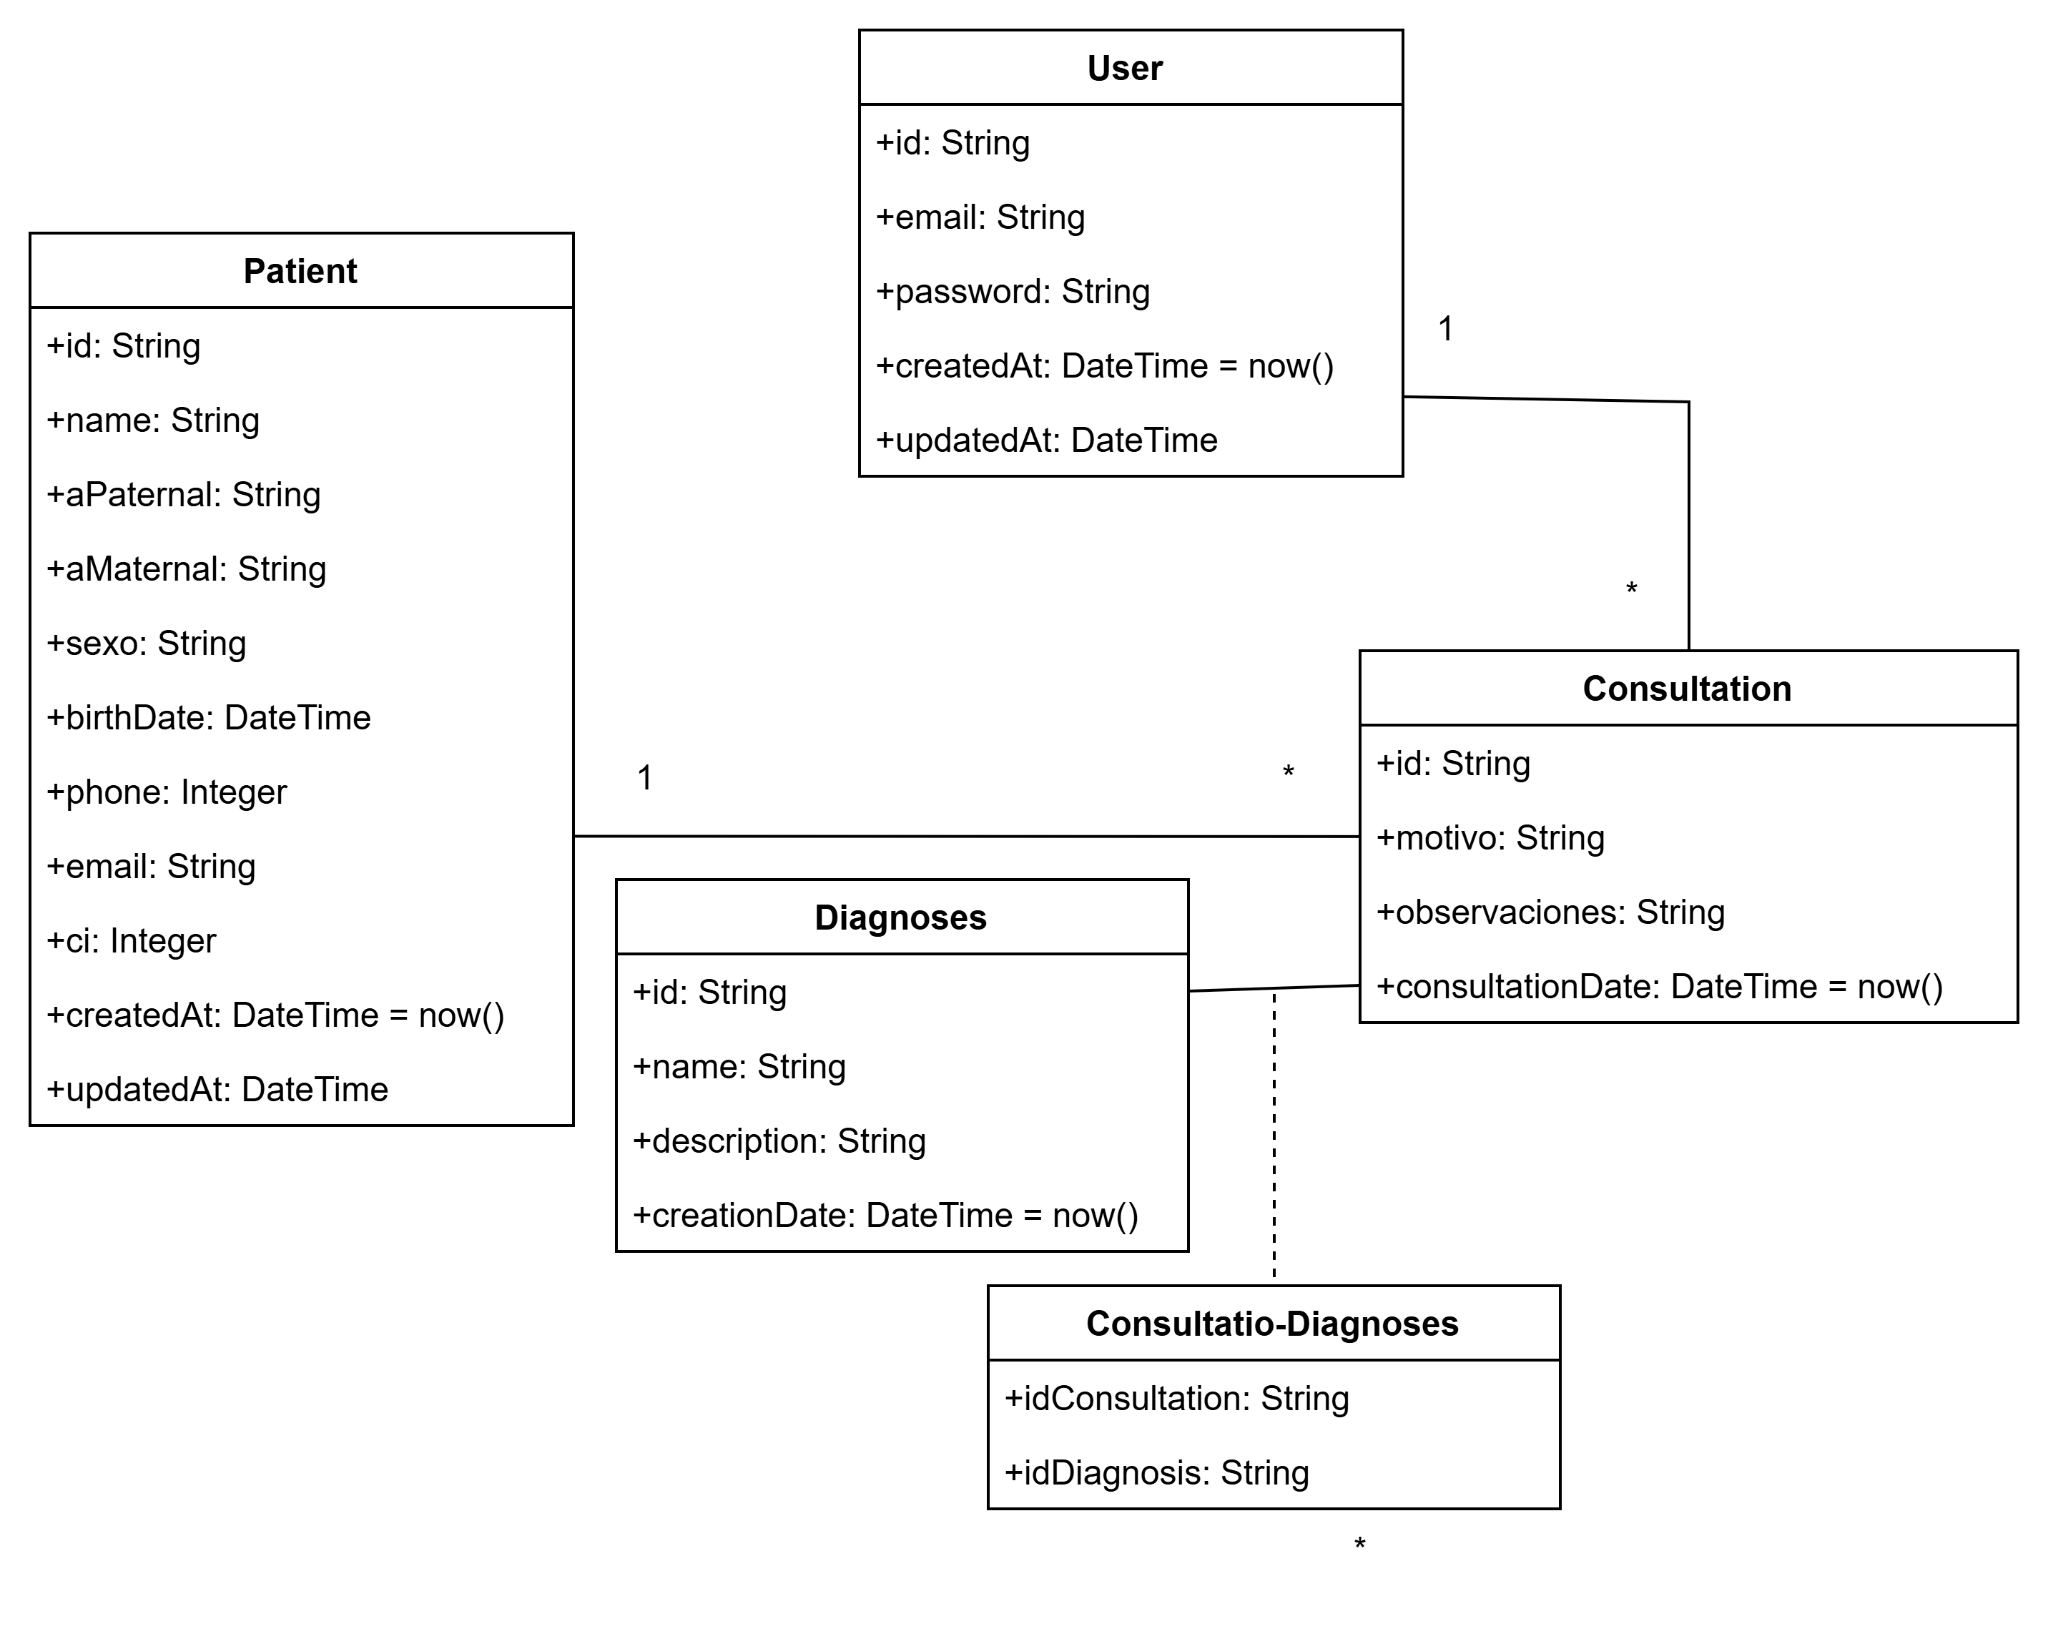 User
+id: String
+email: String
+password: String
+createdAt: DateTime = now()
+updatedAt: DateTime
1
*
Patient
+id: String
+name: String
+aPaternal: String
+aMaternal: String
+sexo: String
+birthDate: DateTime
+phone: Integer
+email: String
+ci: Integer
+createdAt: DateTime = now()
+updatedAt: DateTime
1
*
Consultation
+id: String
+motivo: String
+observaciones: String
+consultationDate: DateTime = now()
Diagnoses
+id: String
+name: String
+description: String
+creationDate: DateTime = now()
Consultatio-Diagnoses
+idConsultation: String
+idDiagnosis: String
*